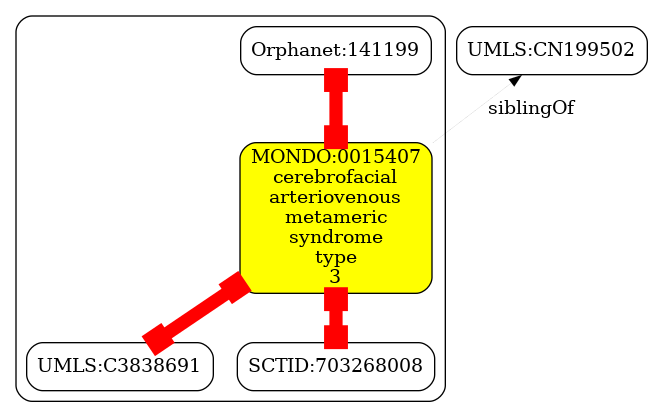 Orphanet:141199
UMLS:CN199502
siblingOf
MONDO:0015407
cerebrofacial
arteriovenous
metameric
syndrome
type
3
UMLS:C3838691
SCTID:703268008